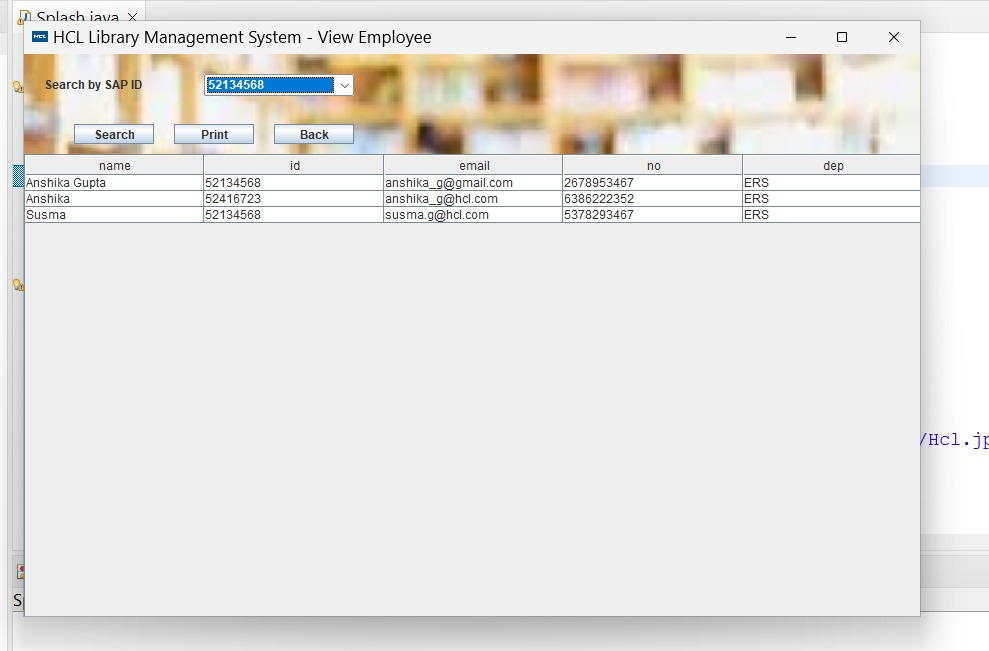 Splash.java
HCL HCL Library Management System - View Employee
Search by SAP ID 52134568
Search Print Back
name id email no dep
Anshika Gupta 52134568 anshika_g@gmail.com 2678953467 ERS
Anshika 52416723 anshika_g@hcl.com 6386222352 ERS
Susma 52134568 susma.g@hcl.com 5378293467 ERS
/Hcl.jp